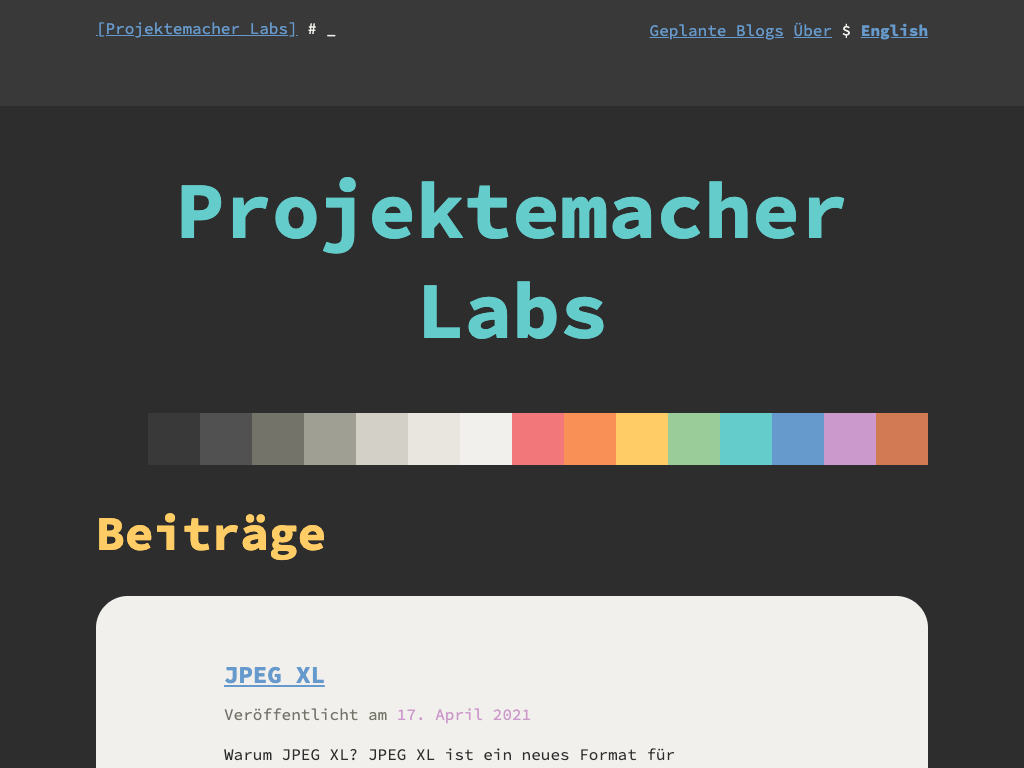 [Projektemacher Labs] # _
Geplante Blogs Über $ English
Projektemacher
Labs
Beiträge
JPEG XL
Veröffentlicht am 17. April 2021
Warum JPEG XL? JPEG XL ist ein neues Format für